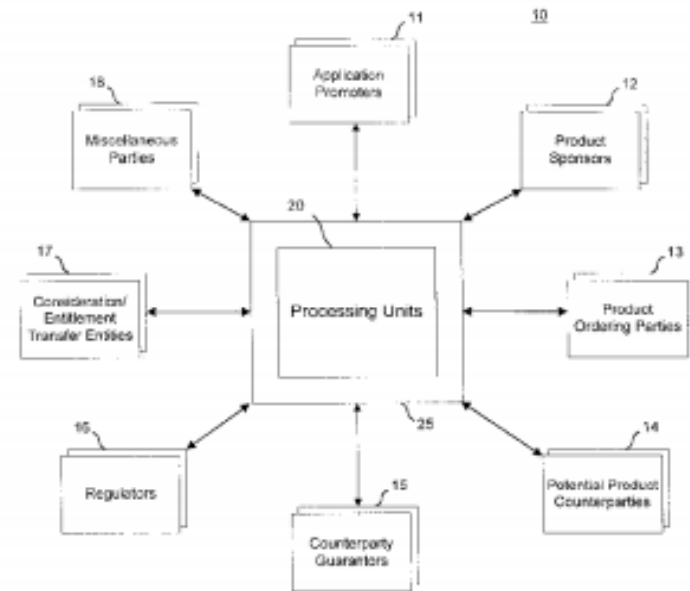 10
11
Application
Promoters
18
Miscellaneous
Parties
12
Product
Sponsors
20
Processing Units
17
Consideration/
Entitlement
Transfer Entities
13
Product
Ordering Parties
25
16
Regulators
15
Counterparty
Guarantors
14
Potential Product
Counterparties